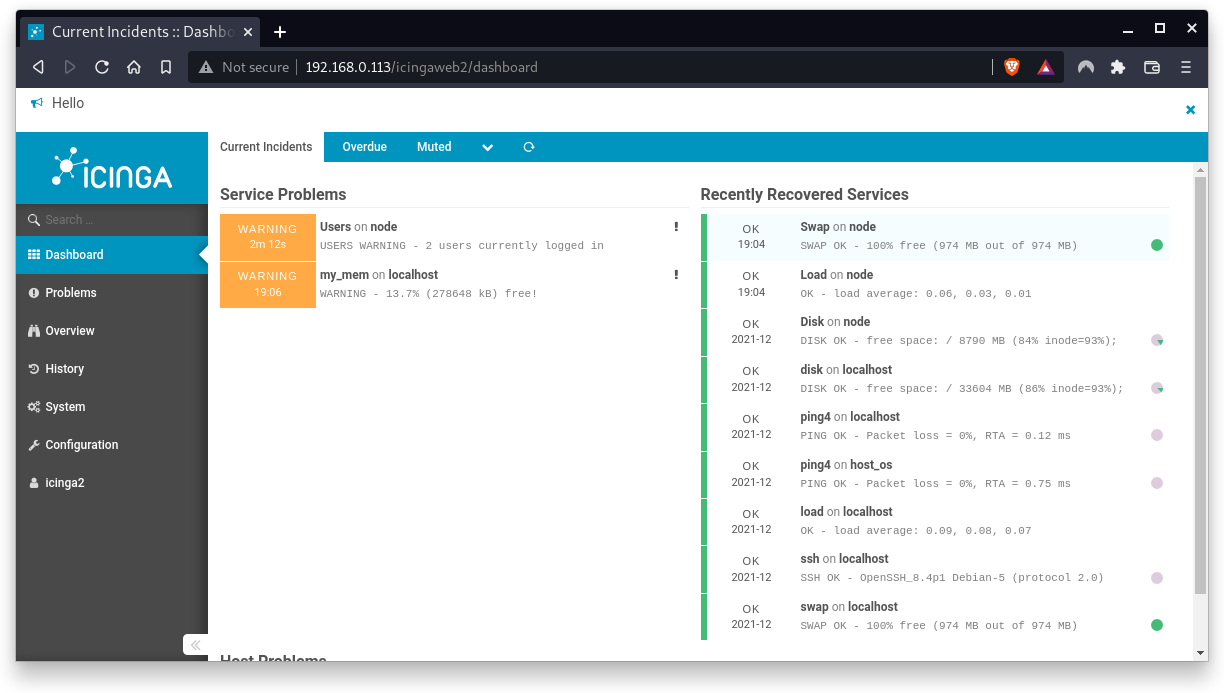 Current Incidents :: Dashbo
Not secure 192.168.0.113/icingaweb2/dashboard
Hello
ICINGA
Search ...
Dashboard
Problems
Overview
History
System
Configuration
icinga2
Current Incidents Overdue Muted
Service Problems
WARNING Users on node !
2m 12s USERS WARNING - 2 users currently logged in
WARNING my_mem on localhost !
19:06 WARNING - 13.7% (278648 kB) free!
Recently Recovered Services
OK Swap on node
19:04 SWAP OK - 100% free (974 MB out of 974 MB)
OK Load on node
19:04 OK - load average: 0.06, 0.03, 0.01
OK Disk on node
2021-12 DISK OK - free space: / 8790 MB (84% inode=93%);
OK disk on localhost
2021-12 DISK OK - free space: / 33604 MB (86% inode=93%);
OK ping4 on localhost
2021-12 PING OK - Packet loss = 0%, RTA = 0.12 ms
OK ping4 on host_os
2021-12 PING OK - Packet loss = 0%, RTA = 0.75 ms
OK load on localhost
2021-12 OK - load average: 0.09, 0.08, 0.07
OK ssh on localhost
2021-12 SSH OK - OpenSSH_8.4p1 Debian-5 (protocol 2.0)
OK swap on localhost
2021-12 SWAP OK - 100% free (974 MB out of 974 MB)
Host Problems